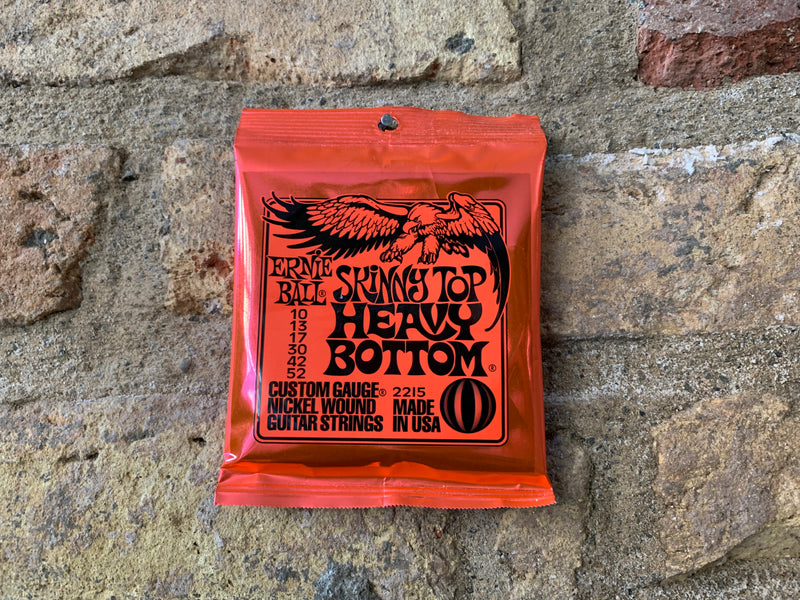 ERNIE
BALL®
SKINNY TOP
HEAVY
BOTTOM®
10
13
17
30
42
52
CUSTOM GAUGE®
NICKEL WOUND
GUITAR STRINGS
2215
MADE
IN USA